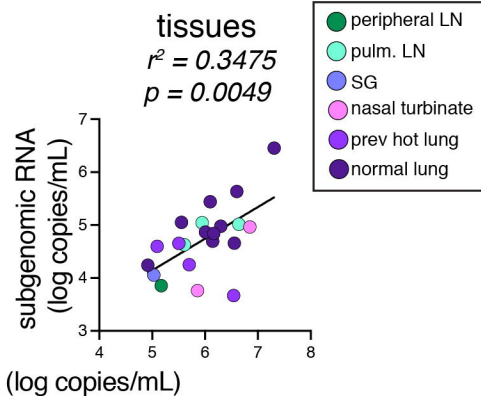 tissues
r² = 0.3475
p = 0.0049
peripheral LN
pulm. LN
SG
nasal turbinate
prev hot lung
normal lung
subgenomic RNA
(log copies/mL)
7
6
5
4
3
4 5 6 7 8
(log copies/mL)